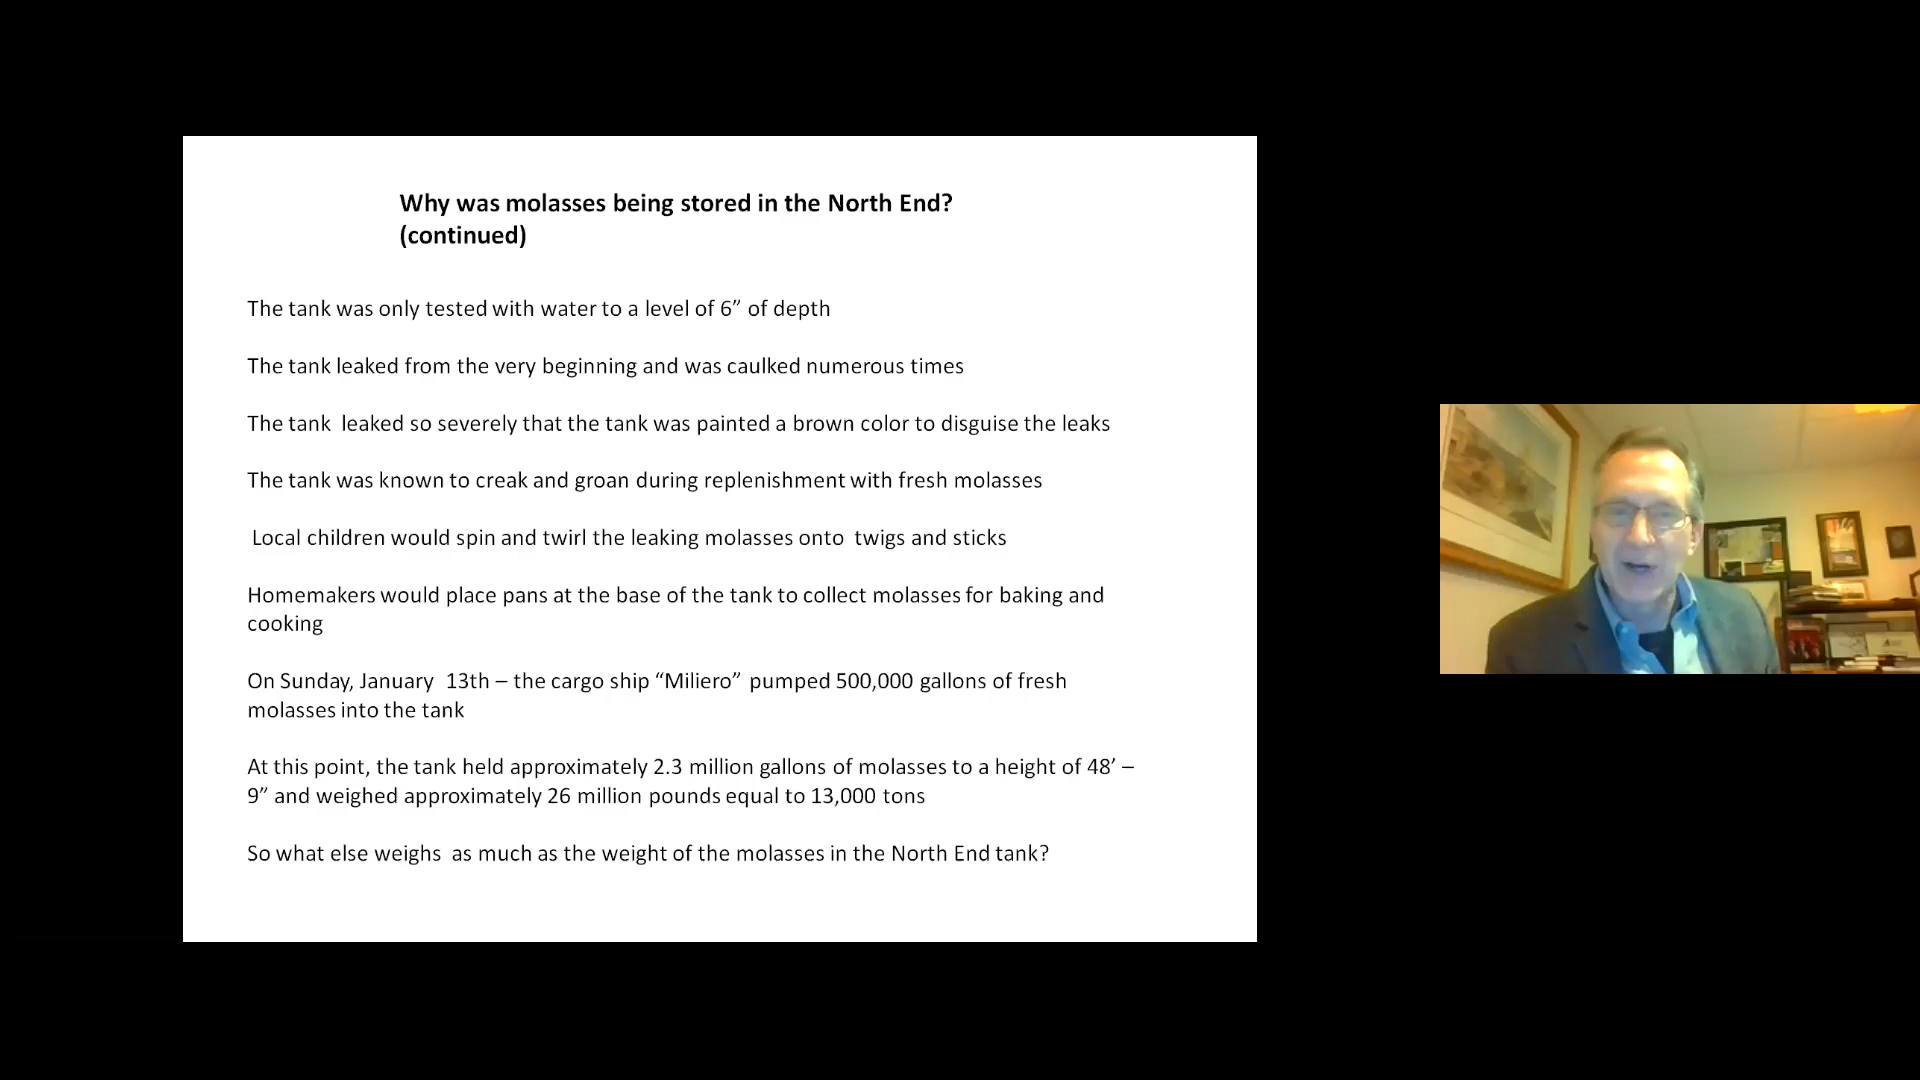 Why was molasses being stored in the North End?
(continued)
The tank was only tested with water to a level of 6” of depth
The tank leaked from the very beginning and was caulked numerous times
The tank leaked so severely that the tank was painted a brown color to disguise the leaks
The tank was known to creak and groan during replenishment with fresh molasses
Local children would spin and twirl the leaking molasses onto twigs and sticks
Homemakers would place pans at the base of the tank to collect molasses for baking and
cooking
On Sunday, January 13th – the cargo ship “Miliero” pumped 500,000 gallons of fresh
molasses into the tank
At this point, the tank held approximately 2.3 million gallons of molasses to a height of 48’ –
9” and weighed approximately 26 million pounds equal to 13,000 tons
So what else weighs as much as the weight of the molasses in the North End tank?